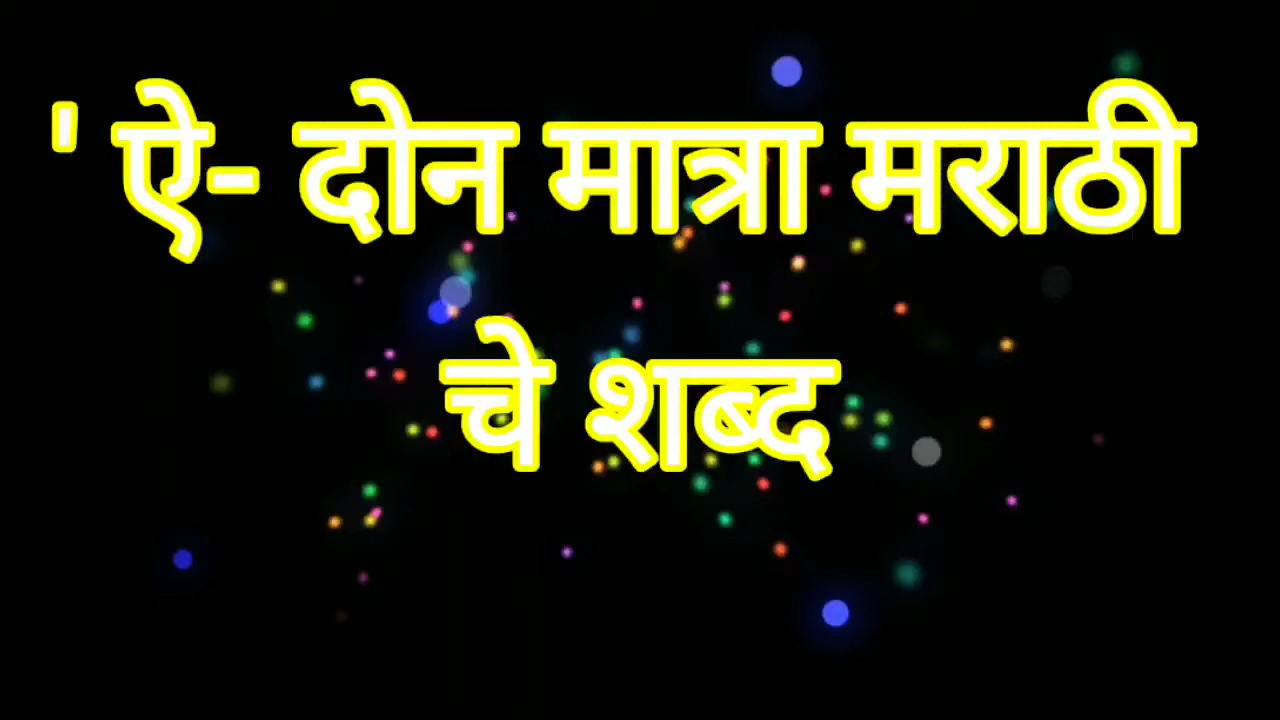 ' ऐ- दोन मात्रा मराठी
चे शब्द